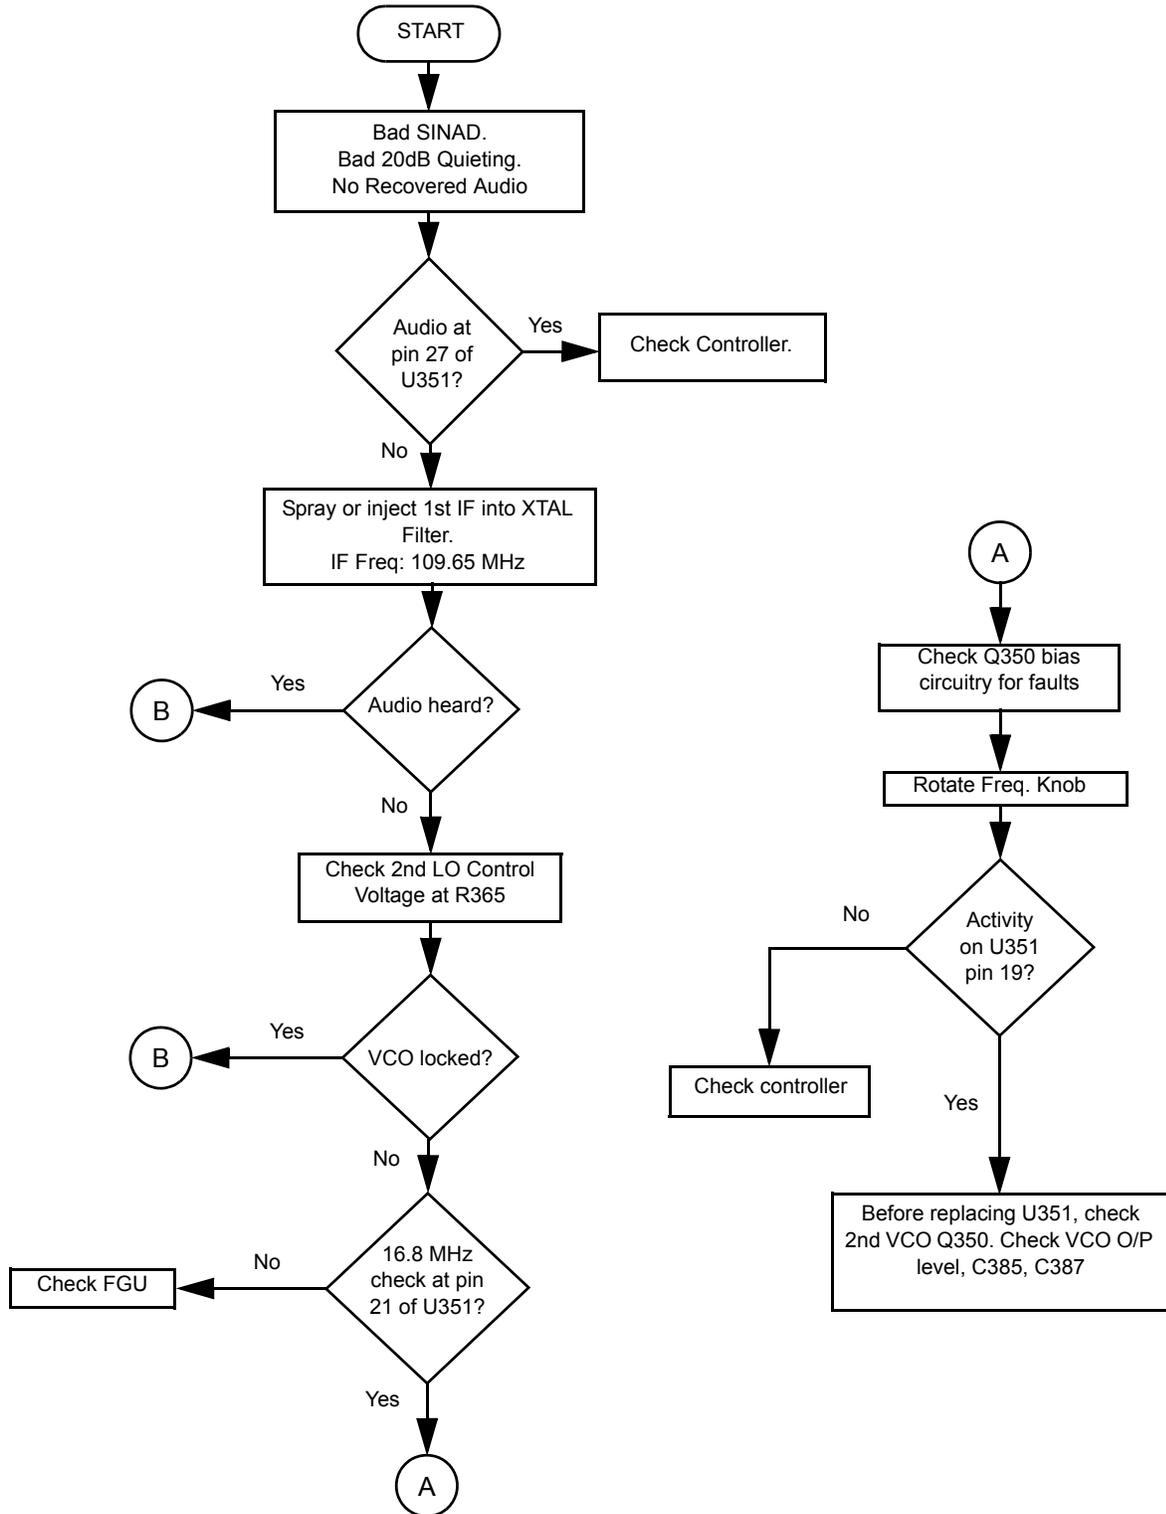 START
Bad SINAD.
Bad 20dB Quieting.
No Recovered Audio
Audio at
pin 27 of
U351?
Yes
Check Controller.
No
Spray or inject 1st IF into XTAL
Filter.
IF Freq: 109.65 MHz
Audio heard?
Yes
B
No
Check 2nd LO Control
Voltage at R365
VCO locked?
Yes
B
No
16.8 MHz
check at pin
21 of U351?
No
Check FGU
Yes
A
A
Check Q350 bias
circuitry for faults
Rotate Freq. Knob
Activity
on U351
pin 19?
No
Check controller
Yes
Before replacing U351, check
2nd VCO Q350. Check VCO O/P
level, C385, C387